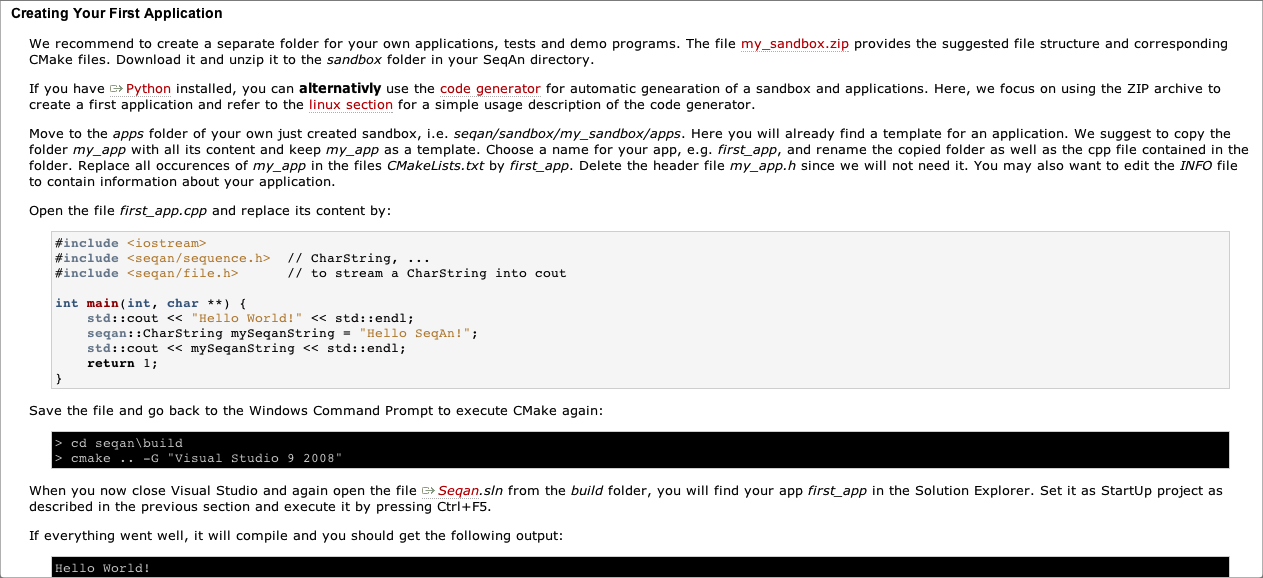 Creating Your First Application
We recommend to create a separate folder for your own applications, tests and demo programs. The file my_sandbox.zip provides the suggested file structure and corresponding
CMake files. Download it and unzip it to the sandbox folder in your SeqAn directory.
If you have Python installed, you can alternativly use the code generator for automatic genearation of a sandbox and applications. Here, we focus on using the ZIP archive to
create a first application and refer to the linux section for a simple usage description of the code generator.
Move to the apps folder of your own just created sandbox, i.e. seqan/sandbox/my_sandbox/apps. Here you will already find a template for an application. We suggest to copy the
folder my_app with all its content and keep my_app as a template. Choose a name for your app, e.g. first_app, and rename the copied folder as well as the cpp file contained in the
folder. Replace all occurences of my_app in the files CMakeLists.txt by first_app. Delete the header file my_app.h since we will not need it. You may also want to edit the INFO file
to contain information about your application.
Open the file first_app.cpp and replace its content by:
#include <iostream>
#include <seqan/sequence.h>  // CharString, ...
#include <seqan/file.h>      // to stream a CharString into cout
int main(int, char **) {
    std::cout << "Hello World!" << std::endl;
    seqan::CharString mySeqanString = "Hello SeqAn!";
    std::cout << mySeqanString << std::endl;
    return 1;
}
Save the file and go back to the Windows Command Prompt to execute CMake again:
> cd seqan\build
> cmake .. -G "Visual Studio 9 2008"
When you now close Visual Studio and again open the file Seqan.sln from the build folder, you will find your app first_app in the Solution Explorer. Set it as StartUp project as
described in the previous section and execute it by pressing Ctrl+F5.
If everything went well, it will compile and you should get the following output:
Hello World!